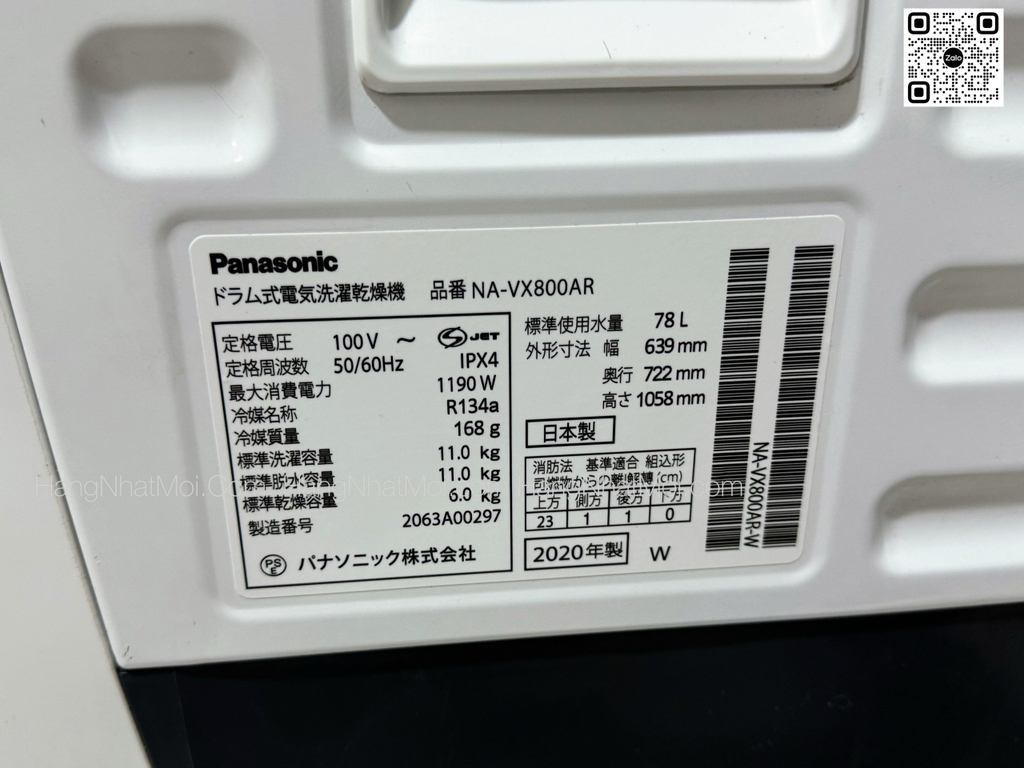 Zalo
Panasonic
ドラム式電気洗濯乾燥機 品番 NA-VX800AR
定格電圧 100V ~ JET
定格周波数 50/60Hz IPX4
最大消費電力 1190W
冷媒名称 R134a
冷媒質量 168g
標準洗濯容量 11.0 kg
標準脱水容量 11.0 kg
標準乾燥容量 6.0 kg
製造番号 2063A00297
PSE パナソニック株式会社
標準使用水量 78L
外形寸法 幅 639mm
奥行 722mm
高さ 1058mm
日本製
消防法 基準適合 組込形
可燃物からの離隔距離(cm)
上方 側方 後方 下方
23 1 1 0
2020年製 W
NA-VX800AR-W
HangNhatMoi.Com